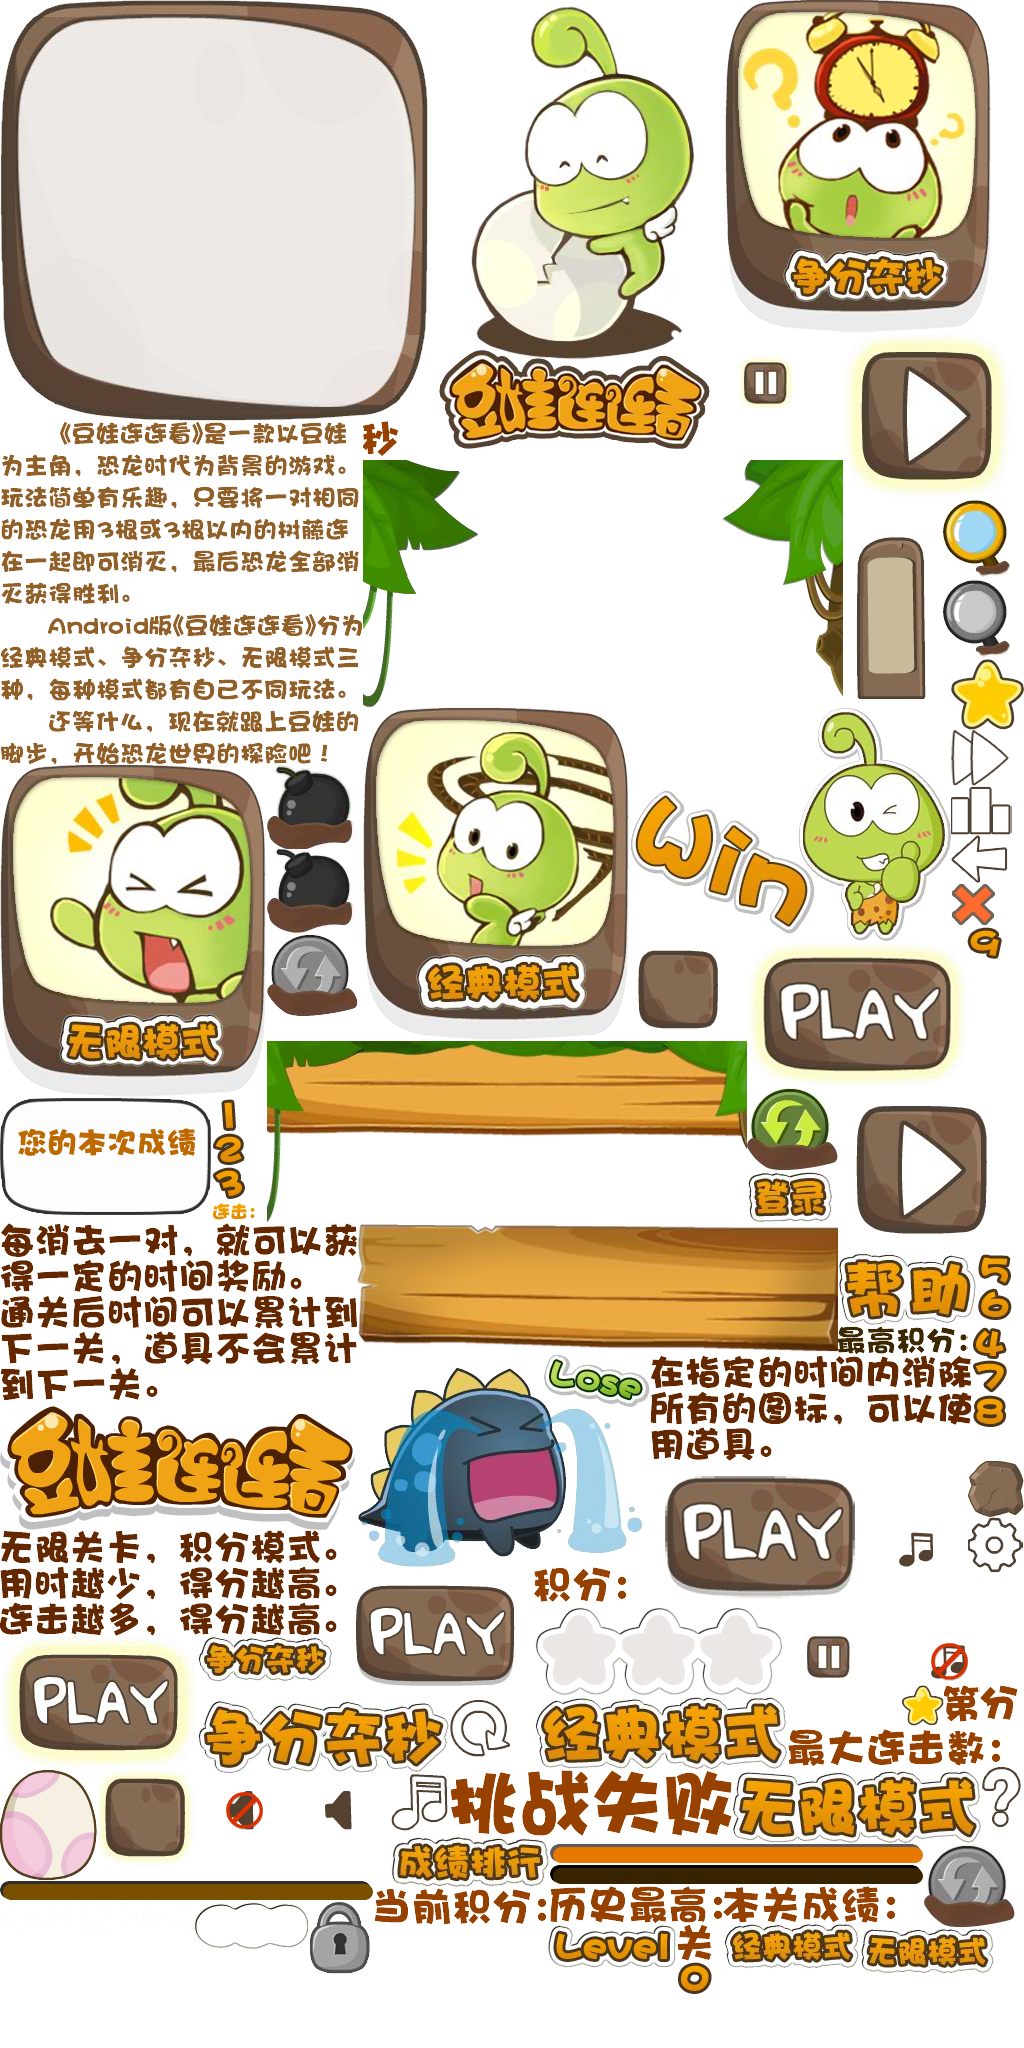 争分夺秒
豆娃连连看
《豆娃连连看》是一款以豆娃
为主角，恐龙时代为背景的游戏。
玩法简单有乐趣，只要将一对相同
的恐龙用3根或3根以内的树藤连
在一起即可消灭，最后恐龙全部消
灭获得胜利。
Android版《豆娃连连看》分为
经典模式、争分夺秒、无限模式三
种，每种模式都有自己不同玩法。
还等什么，现在就跟上豆娃的
脚步，开始恐龙世界的探险吧！
秒
win
9
经典模式
无限模式
PLAY
您的本次成绩
1
2
3
连击：
登录
每消去一对，就可以获
得一定的时间奖励。
通关后时间可以累计到
下一关，道具不会累计
到下一关。
帮助
5
6
最高积分：
4
7
8
Lose
在指定的时间内消除
所有的图标，可以使
用道具。
豆娃连连看
PLAY
无限关卡，积分模式。
用时越少，得分越高。
连击越多，得分越高。
积分：
PLAY
争分夺秒
PLAY
第分
争分夺秒
经典模式
最大连击数：
挑战失败
无限模式
成绩排行
当前积分：
历史最高：
本关成绩：
Level
关
经典模式
无限模式
0